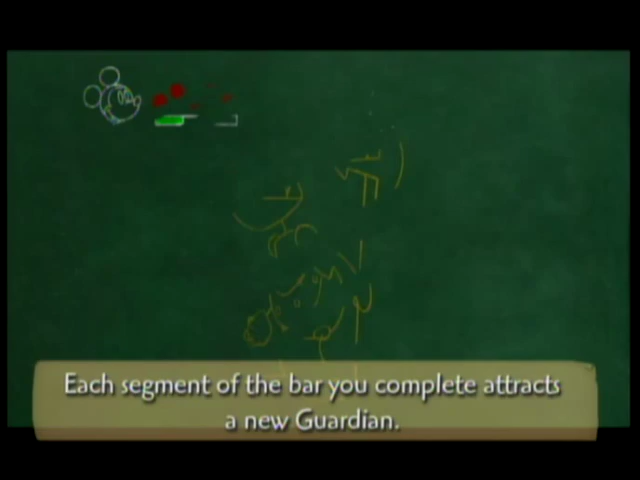 Each segment of the bar you complete attracts
a new Guardian.